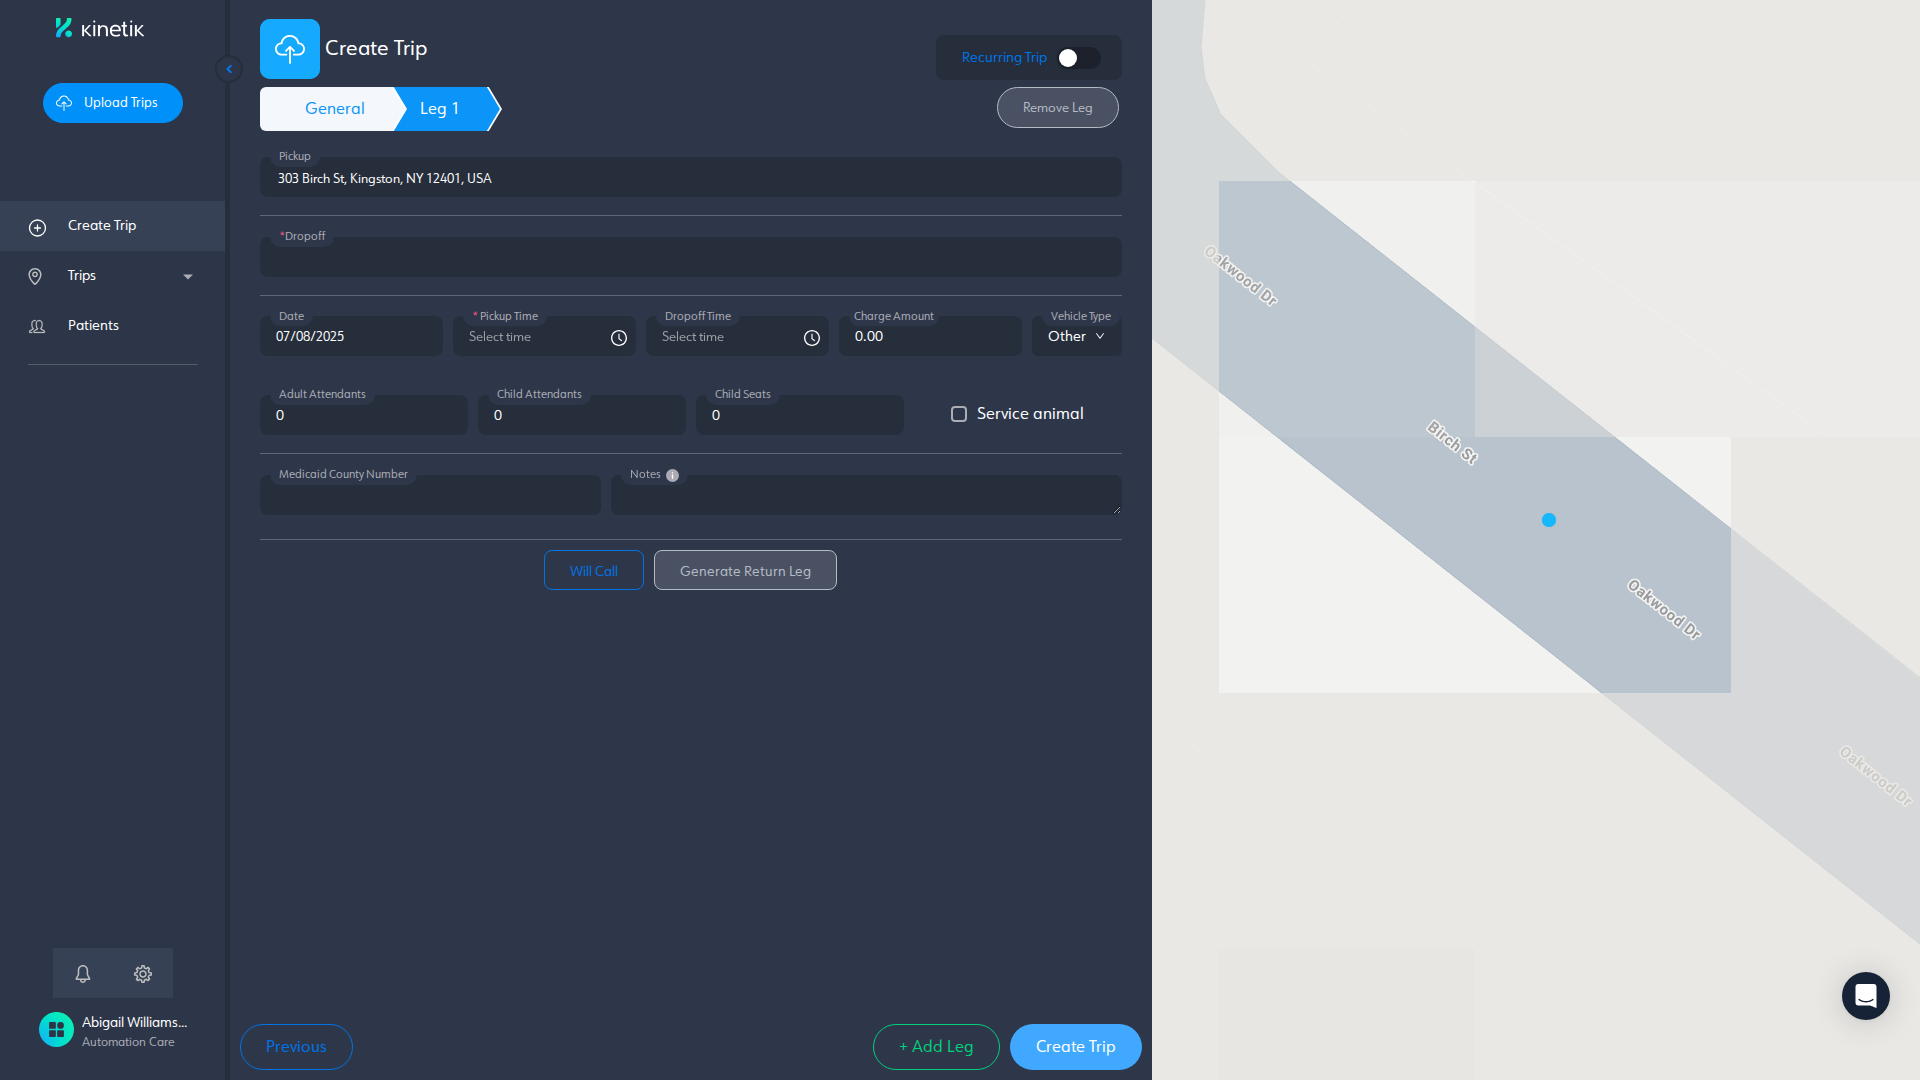 kinetik
Upload Trips
Create Trip
Trips
Patients
Abigail Williams...
Automation Care
Create Trip
Recurring Trip
General
Leg 1
Remove Leg
Pickup
303 Birch St, Kingston, NY 12401, USA
*Dropoff
Date
07/08/2025
* Pickup Time
Select time
Dropoff Time
Select time
Charge Amount
0.00
Vehicle Type
Other
Adult Attendants
0
Child Attendants
0
Child Seats
0
Service animal
Medicaid County Number
Notes
Will Call
Generate Return Leg
Previous
+ Add Leg
Create Trip
Oakwood Dr
Birch St
Oakwood Dr
Oakwood Dr